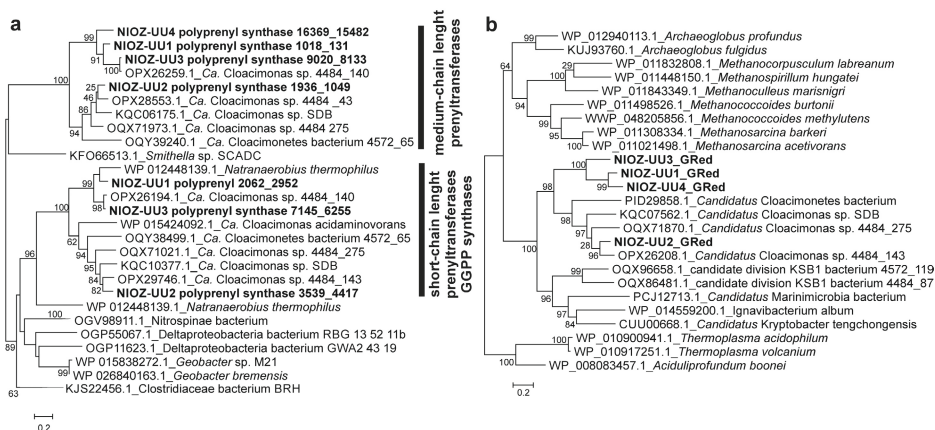 a
NIOZ-UU4 polyprenyl synthase 16369_15482
NIOZ-UU1 polyprenyl synthase 1018_131
NIOZ-UU3 polyprenyl synthase 9020_8133
OPX26259.1_Ca. Cloacimonas sp. 4484_140
NIOZ-UU2 polyprenyl synthase 1936_1049
OPX28553.1_Ca. Cloacimonas sp. 4484 _43
KQC06175.1_Ca. Cloacimonas sp. SDB
OQX71973.1_Ca. Cloacimonas sp. 4484 275
OQY39240.1_Ca. Cloacimonetes bacterium 4572_65
KFO66513.1_Smithella sp. SCADC
WP 012448139.1_Natranaerobius thermophilus
NIOZ-UU1 polyprenyl 2062_2952
OPX26194.1_Ca. Cloacimonas sp. 4484_140
NIOZ-UU3 polyprenyl synthase 7145_6255
WP 015424092.1_Ca. Cloacimonas acidaminovorans
OQY38499.1_Ca. Cloacimonetes bacterium 4572_65
OQX71021.1_Ca. Cloacimonas sp. 4484_275
KQC10377.1_Ca. Cloacimonas sp. SDB
OPX29746.1_Ca. Cloacimonas sp. 4484_143
NIOZ-UU2 polyprenyl synthase 3539_4417
WP 012448139.1_Natranaerobius thermophilus
OGV98911.1_Nitrospinae bacterium
OGP55067.1_Deltaproteobacteria bacterium RBG 13 52 11b
OGP11623.1_Deltaproteobacteria bacterium GWA2 43 19
WP 015838272.1_Geobacter sp. M21
WP 026840163.1_Geobacter bremensis
KJS22456.1_Clostridiaceae bacterium BRH
99
91
100
100
25
46
86
94
100
99
98
62
94
95
84
82
96
100
89
99
63
0.2
medium-chain lenght
prenyltransferases
short-chain lenght
prenyltransferases
GGPP synthases
b
WP_012940113.1_Archaeoglobus profundus
KUJ93760.1_Archaeoglobus fulgidus
WP_011832808.1_Methanocorpusculum labreanum
WP_011448150.1_Methanospirillum hungatei
WP_011843349.1_Methanoculleus marisnigri
WP_011498526.1_Methanococcoides burtonii
WWP_048205856.1_Methanococcoides methylutens
WP_011308334.1_Methanosarcina barkeri
WP_011021498.1_Methanosarcina acetivorans
NIOZ-UU3_GRed
NIOZ-UU1_GRed
NIOZ-UU4_GRed
PID29858.1_Candidatus Cloacimonetes bacterium
KQC07562.1_Candidatus Cloacimonas sp. SDB
OQX71870.1_Candidatus Cloacimonas sp. 4484_275
NIOZ-UU2_GRed
OPX26208.1_Candidatus Cloacimonas sp. 4484_143
OQX96658.1_candidate division KSB1 bacterium 4572_119
OQX86481.1_candidate division KSB1 bacterium 4484_87
PCJ12713.1_Candidatus Marinimicrobia bacterium
WP_014559200.1_Ignavibacterium album
CUU00668.1_Candidatus Kryptobacter tengchongensis
WP_010900941.1_Thermoplasma acidophilum
WP_010917251.1_Thermoplasma volcanium
WP_008083457.1_Aciduliprofundum boonei
99
64
29
100
94
99
95
100
99
98
98
97
28
96
100
99
96
97
84
100
100
0.2